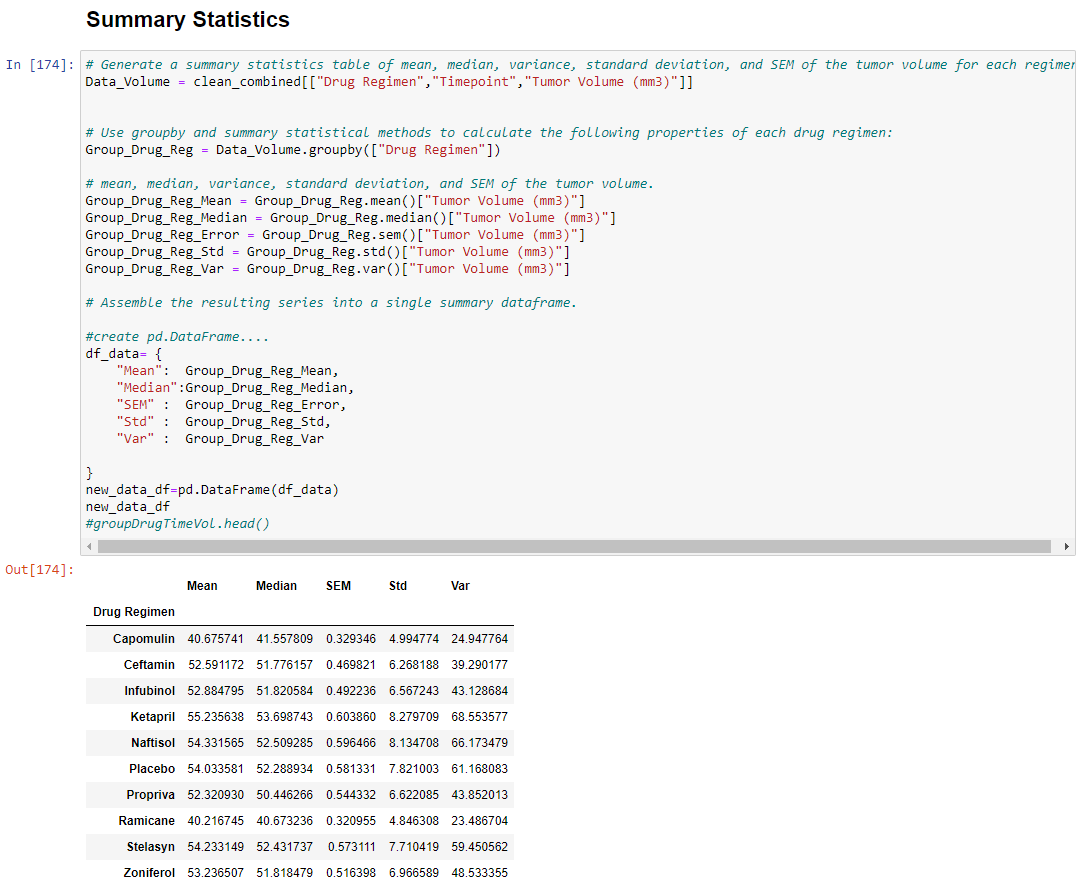 Summary Statistics
In [174]: # Generate a summary statistics table of mean, median, variance, standard deviation, and SEM of the tumor volume for each regimen
Data_Volume = clean_combined[["Drug Regimen","Timepoint","Tumor Volume (mm3)"]]
# Use groupby and summary statistical methods to calculate the following properties of each drug regimen:
Group_Drug_Reg = Data_Volume.groupby(["Drug Regimen"])
# mean, median, variance, standard deviation, and SEM of the tumor volume.
Group_Drug_Reg_Mean = Group_Drug_Reg.mean()["Tumor Volume (mm3)"]
Group_Drug_Reg_Median = Group_Drug_Reg.median()["Tumor Volume (mm3)"]
Group_Drug_Reg_Error = Group_Drug_Reg.sem()["Tumor Volume (mm3)"]
Group_Drug_Reg_Std = Group_Drug_Reg.std()["Tumor Volume (mm3)"]
Group_Drug_Reg_Var = Group_Drug_Reg.var()["Tumor Volume (mm3)"]
# Assemble the resulting series into a single summary dataframe.
#create pd.DataFrame....
df_data= {
"Mean":  Group_Drug_Reg_Mean,
"Median":Group_Drug_Reg_Median,
"SEM" :  Group_Drug_Reg_Error,
"Std" :  Group_Drug_Reg_Std,
"Var" :  Group_Drug_Reg_Var
}
new_data_df=pd.DataFrame(df_data)
new_data_df
#groupDrugTimeVol.head()
Out[174]:
Mean Median SEM Std Var
Drug Regimen
Capomulin 40.675741 41.557809 0.329346 4.994774 24.947764
Ceftamin 52.591172 51.776157 0.469821 6.268188 39.290177
Infubinol 52.884795 51.820584 0.492236 6.567243 43.128684
Ketapril 55.235638 53.698743 0.603860 8.279709 68.553577
Naftisol 54.331565 52.509285 0.596466 8.134708 66.173479
Placebo 54.033581 52.288934 0.581331 7.821003 61.168083
Propriva 52.320930 50.446266 0.544332 6.622085 43.852013
Ramicane 40.216745 40.673236 0.320955 4.846308 23.486704
Stelasyn 54.233149 52.431737 0.573111 7.710419 59.450562
Zoniferol 53.236507 51.818479 0.516398 6.966589 48.533355